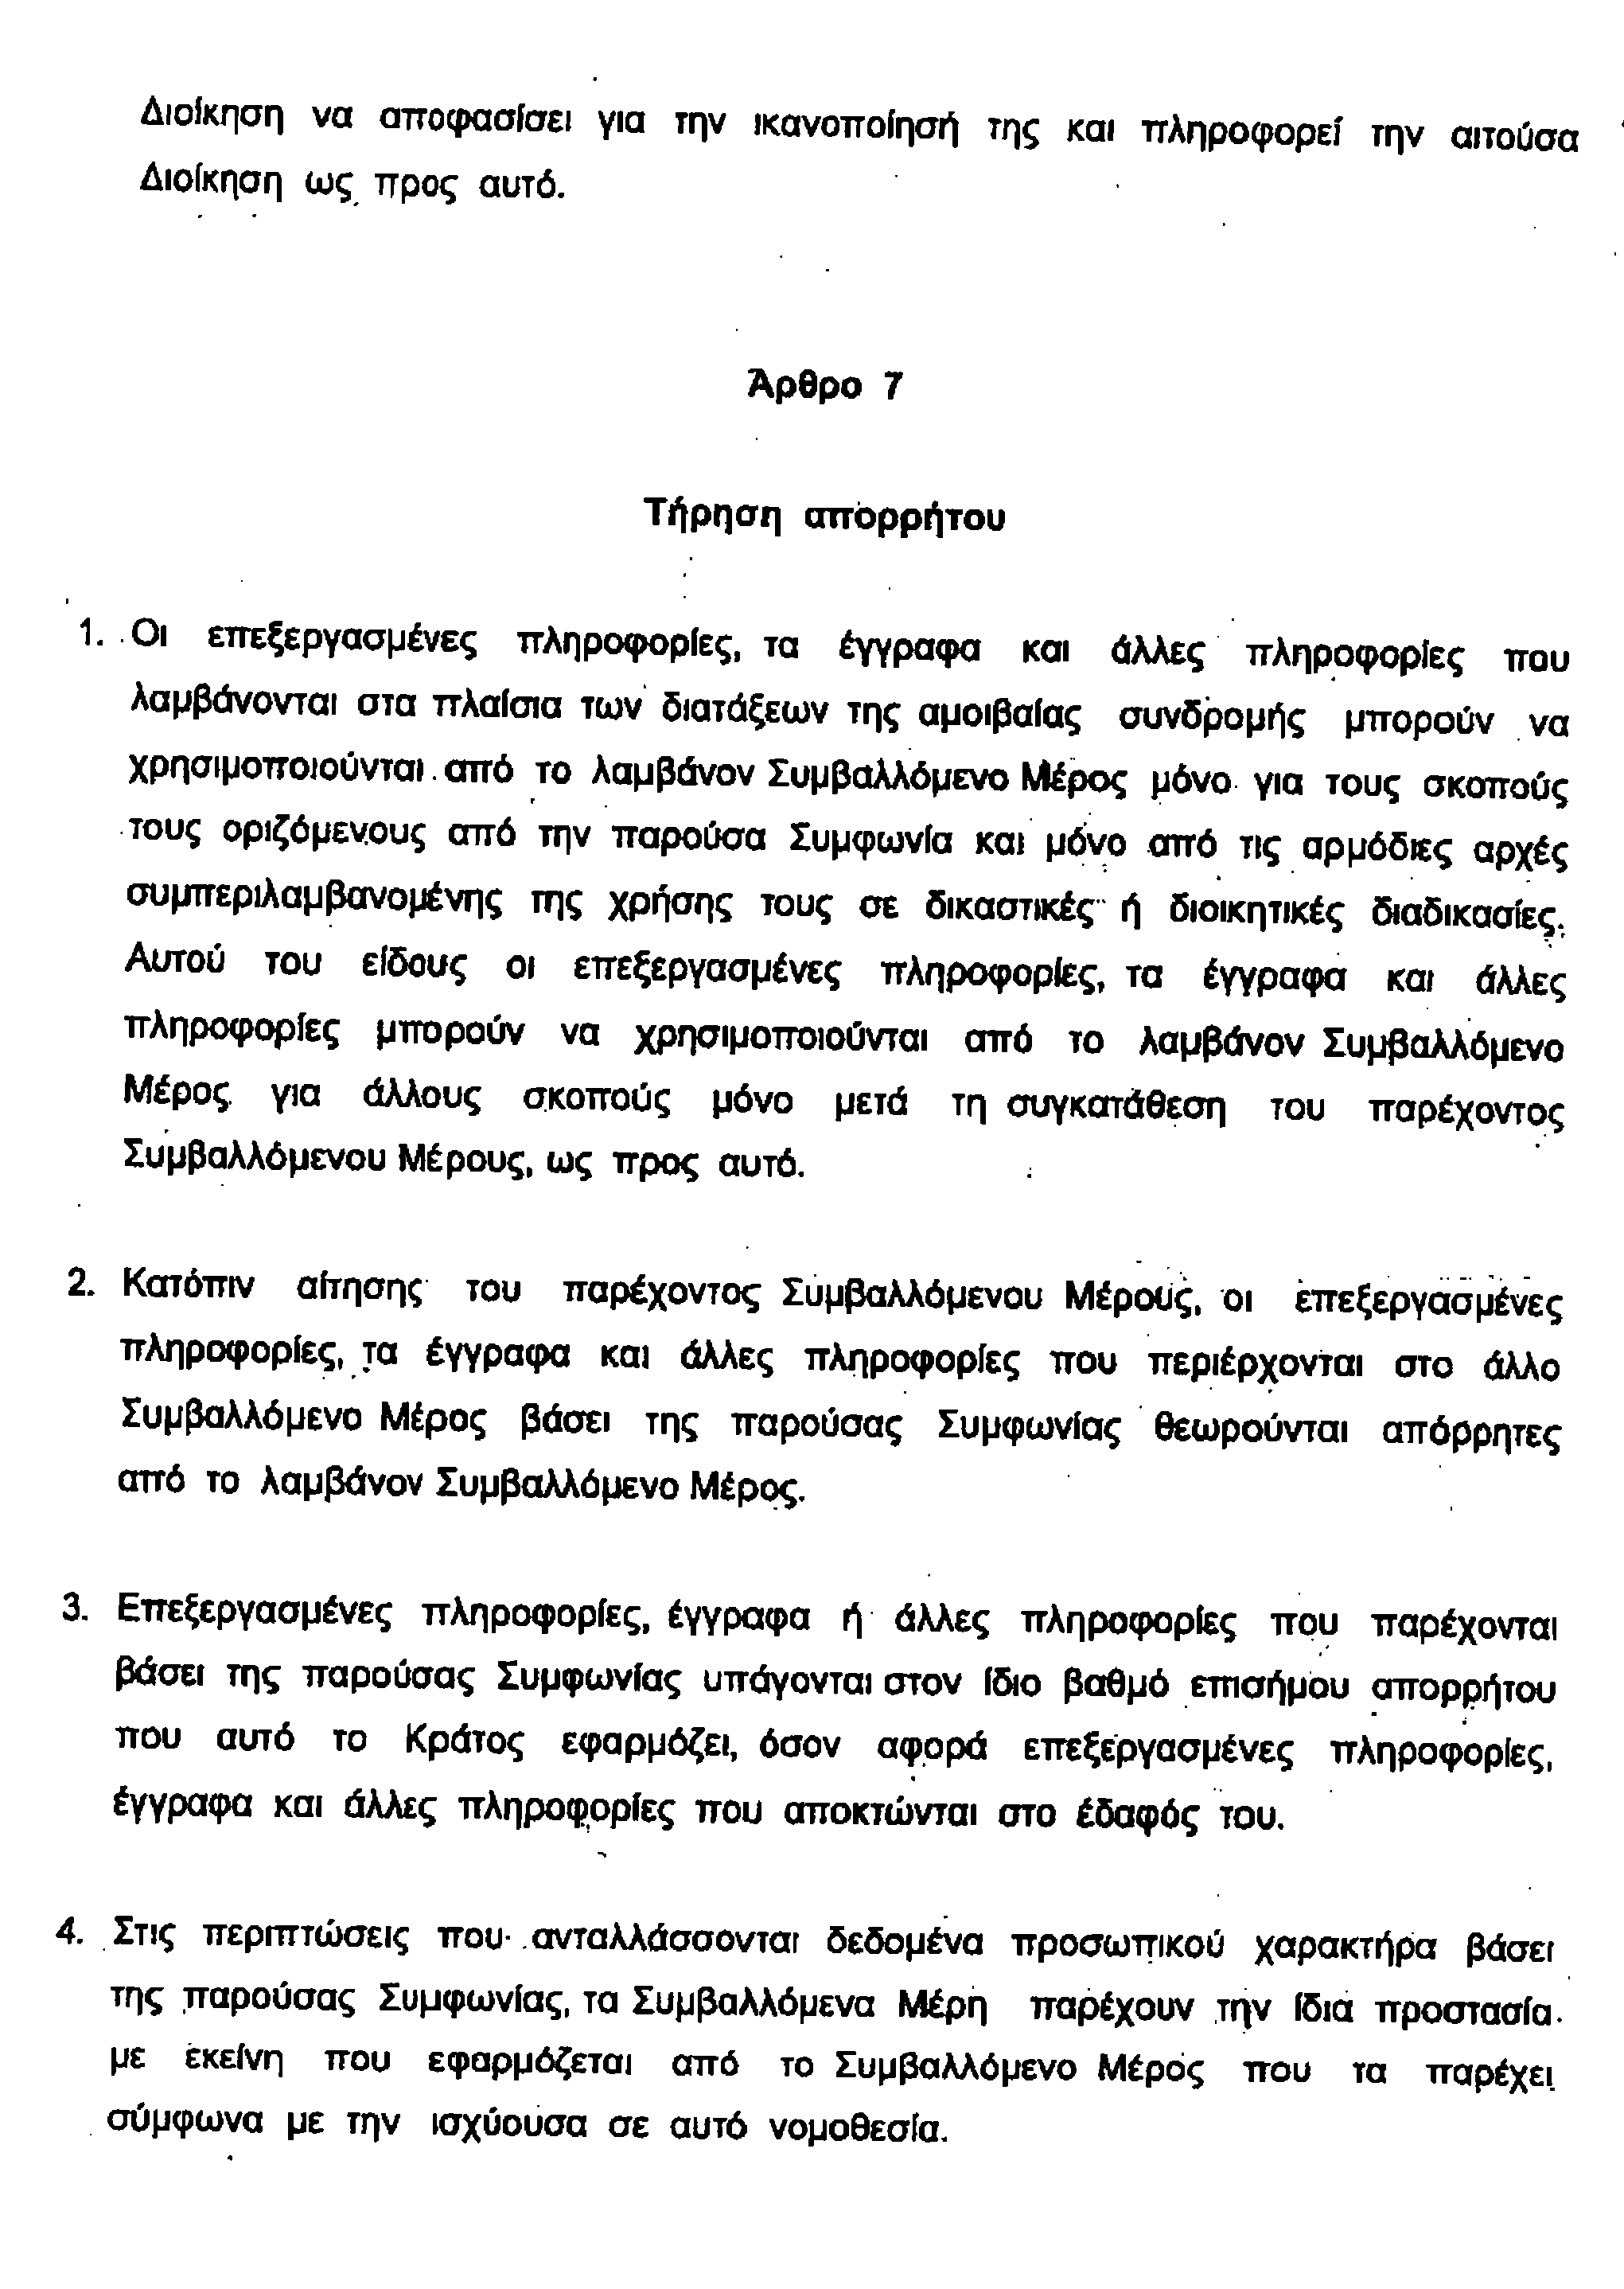 Διοίκηση να αποφασίσει για την ικανοποίησή της και πληροφορεί την αιτούσα
Διοίκηση ως προς αυτό.
Άρθρο 7
Τήρηση απορρήτου
1. Οι επεξεργασμένες πληροφορίες, τα έγγραφα και άλλες πληροφορίες που
λαμβάνονται στα πλαίσια των διατάξεων της αμοιβαίας συνδρομής μπορούν να
χρησιμοποιούνται από το λαμβάνον Συμβαλλόμενο Μέρος μόνο για τους σκοπούς
τους οριζόμενους από την παρούσα Συμφωνία και μόνο από τις αρμόδιες αρχές
συμπεριλαμβανομένης της χρήσης τους σε δικαστικές ή διοικητικές διαδικασίες.
Αυτού του είδους οι επεξεργασμένες πληροφορίες, τα έγγραφα και άλλες
πληροφορίες μπορούν να χρησιμοποιούνται από το λαμβάνον Συμβαλλόμενο
Μέρος για άλλους σκοπούς μόνο μετά τη συγκατάθεση του παρέχοντος
Συμβαλλόμενου Μέρους, ως προς αυτό.
2. Κατόπιν αίτησης του παρέχοντος Συμβαλλόμενου Μέρους, οι επεξεργασμένες
πληροφορίες, τα έγγραφα και άλλες πληροφορίες που περιέρχονται στο άλλο
Συμβαλλόμενο Μέρος βάσει της παρούσας Συμφωνίας θεωρούνται απόρρητες
από το λαμβάνον Συμβαλλόμενο Μέρος.
3. Επεξεργασμένες πληροφορίες, έγγραφα ή άλλες πληροφορίες που παρέχονται
βάσει της παρούσας Συμφωνίας υπάγονται στον ίδιο βαθμό επισήμου απορρήτου
που αυτό το Κράτος εφαρμόζει, όσον αφορά επεξεργασμένες πληροφορίες,
έγγραφα και άλλες πληροφορίες που αποκτώνται στο έδαφός του.
4. Στις περιπτώσεις που ανταλλάσσονται δεδομένα προσωπικού χαρακτήρα βάσει
της παρούσας Συμφωνίας, τα Συμβαλλόμενα Μέρη παρέχουν την ίδια προστασία
με εκείνη που εφαρμόζεται από το Συμβαλλόμενο Μέρος που τα παρέχει
σύμφωνα με την ισχύουσα σε αυτό νομοθεσία.